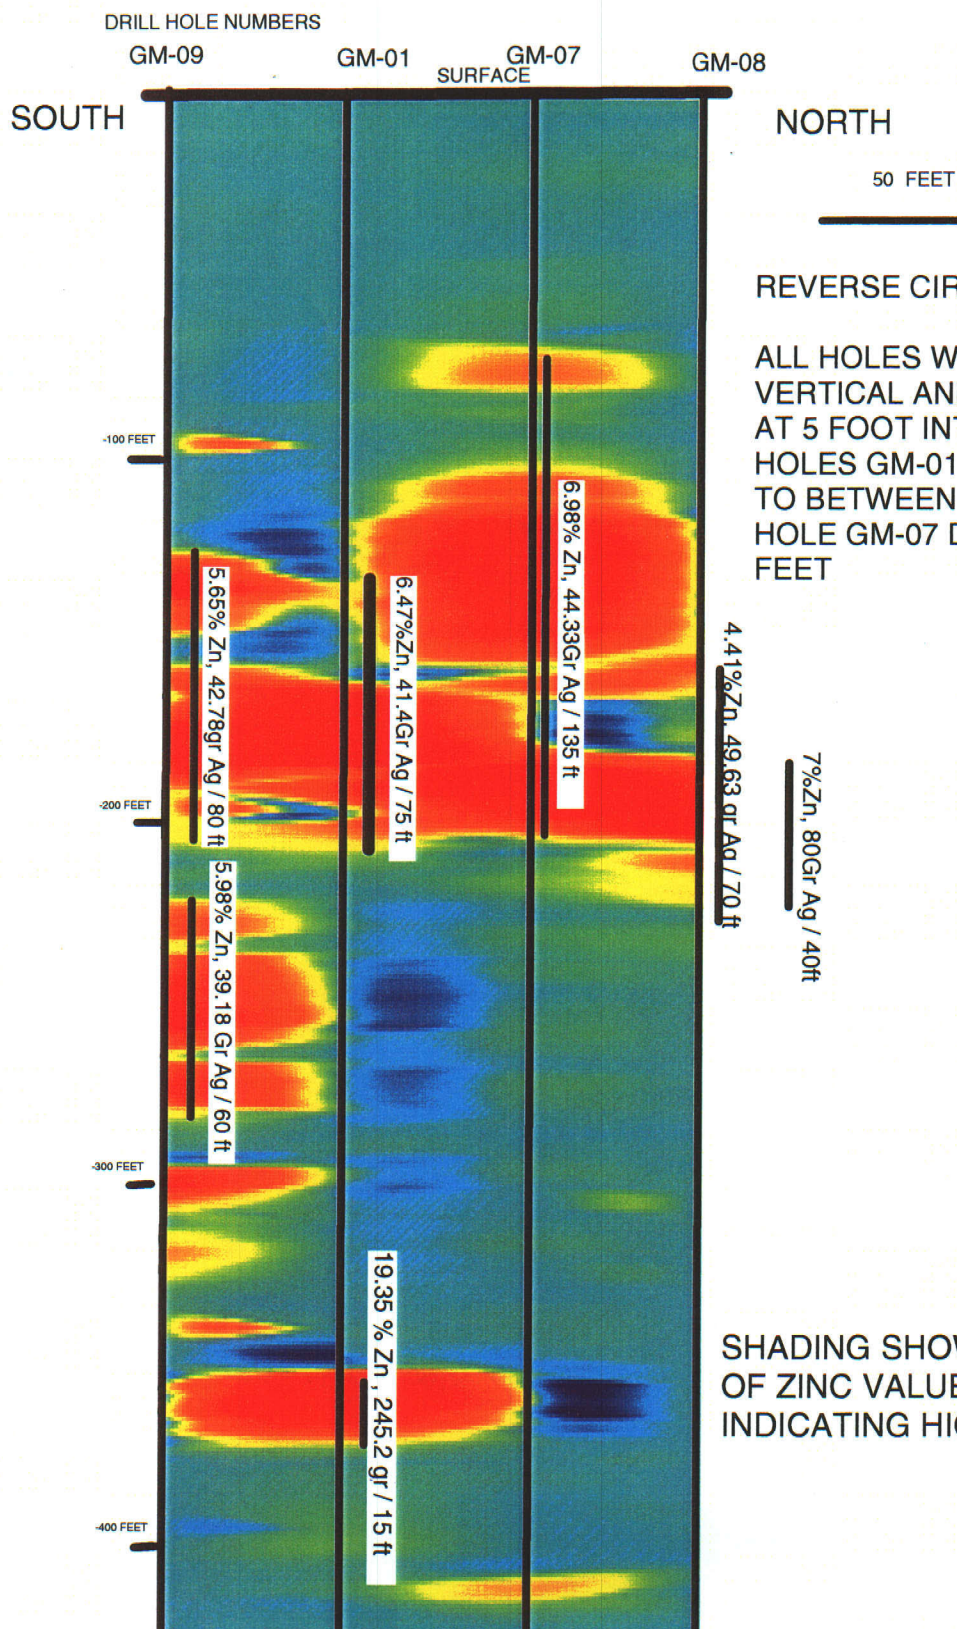 DRILL HOLE NUMBERS
GM-09
GM-01
GM-07
GM-08
SURFACE
SOUTH
NORTH
50 FEET
REVERSE CIR
ALL HOLES W
VERTICAL AN
AT 5 FOOT INT
HOLES GM-01
TO BETWEEN
HOLE GM-07 D
FEET
-100 FEET
6.98% Zn, 44.33Gr Ag / 135 ft
5.65% Zn, 42.78gr Ag / 80 ft
6.47%Zn, 41.4Gr Ag / 75 ft
4.41%Zn, 49.63 gr Ag / 70 ft
7%Zn, 80Gr Ag / 40ft
-200 FEET
5.98% Zn, 39.18 Gr Ag / 60 ft
-300 FEET
19.35 % Zn , 245.2 gr / 15 ft
SHADING SHOW
OF ZINC VALUE
INDICATING HIG
-400 FEET